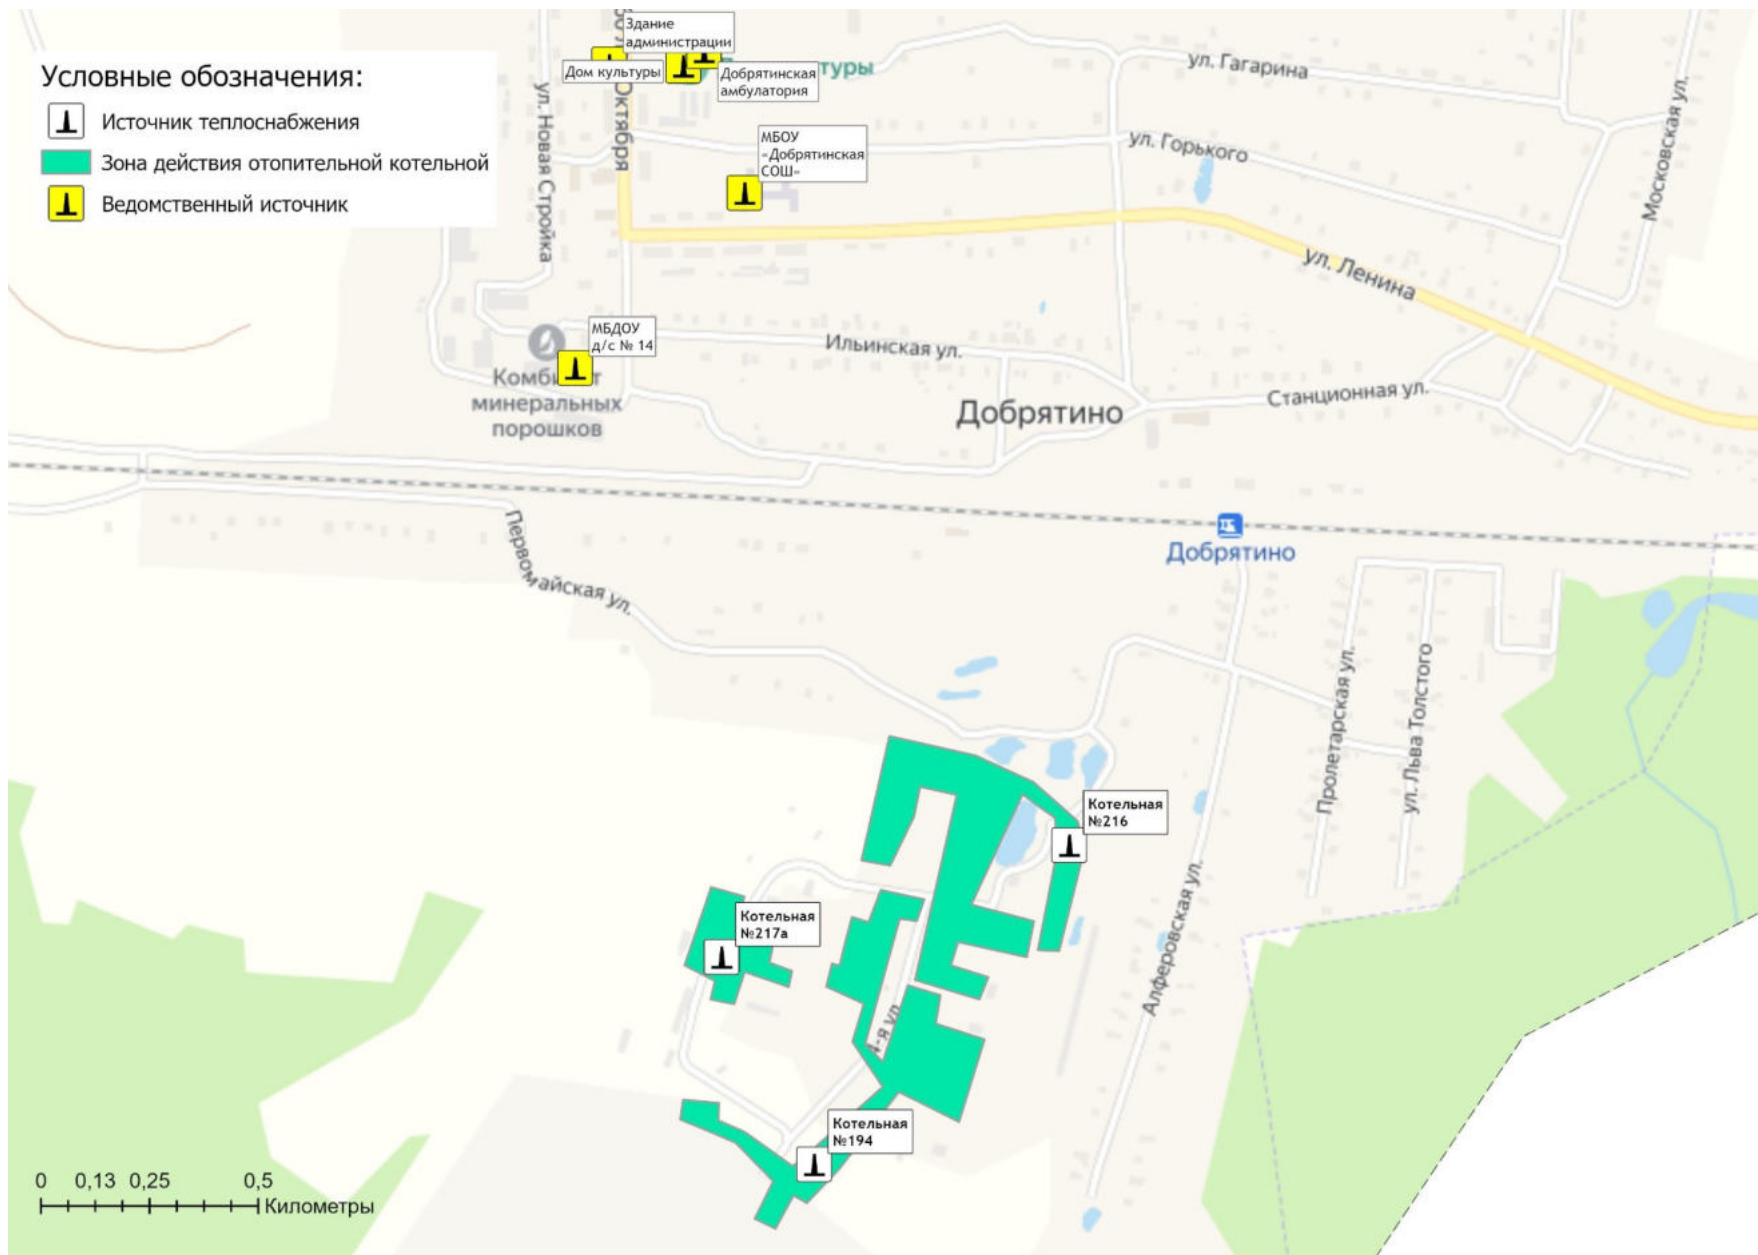 Условные обозначения:
Источник теплоснабжения
Зона действия отопительной котельной
Ведомственный источник
Здание
администрации
Дом культуры
Добрятинская
амбулатория
Октября
ул. Новая Стройка
МБОУ
«Добрятинская
СОШ»
ул. Гагарина
ул. Горького
Московская ул.
ул. Ленина
МБДОУ
д/с № 14
минеральных
порошков
Ильинская ул.
Добрятино
Станционная ул.
Добрятино
Первомайская ул.
Пролетарская ул.
ул. Льва Толстого
Алферовская ул.
Котельная
№216
Котельная
№217а
4-я ул.
Котельная
№194
0 0,13 0,25 0,5
Километры